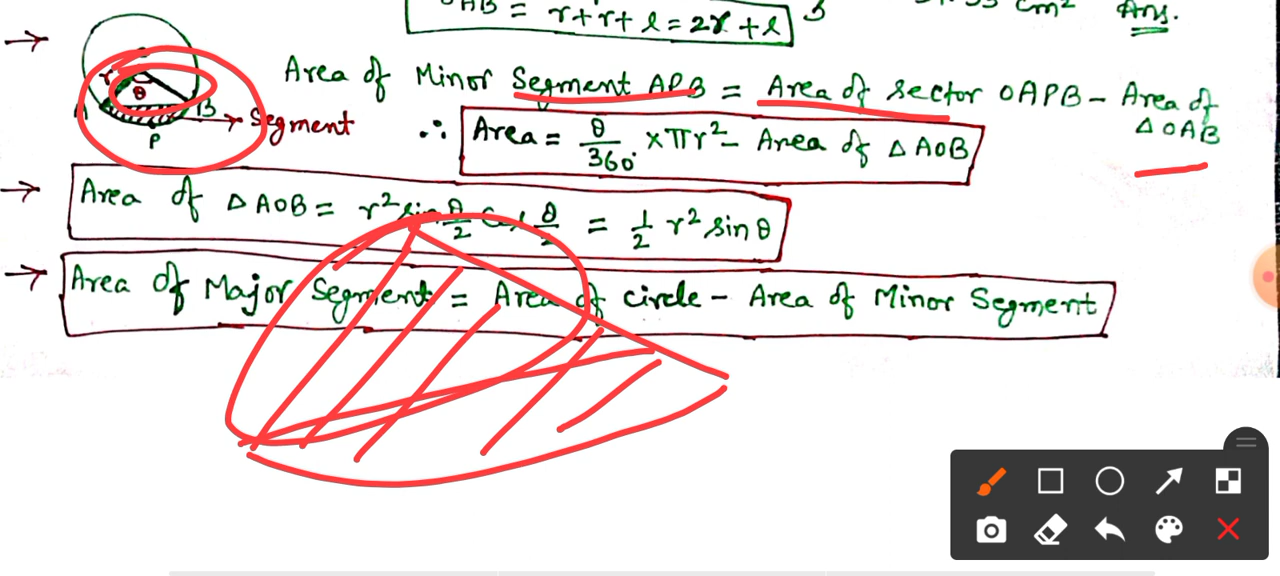 OAB = r + r + l = 2r + l
cm² Ans.
→ Area of Minor Segment APB = Area of sector OAPB - Area of ΔOAB
r θ B A P → Segment
∴ Area = θ/360° × πr² - Area of ΔAOB
→ Area of ΔAOB = r² sin θ/2 Cos θ/2 = 1/2 r² sin θ
→ Area of Major Segment = Area of circle - Area of Minor Segment